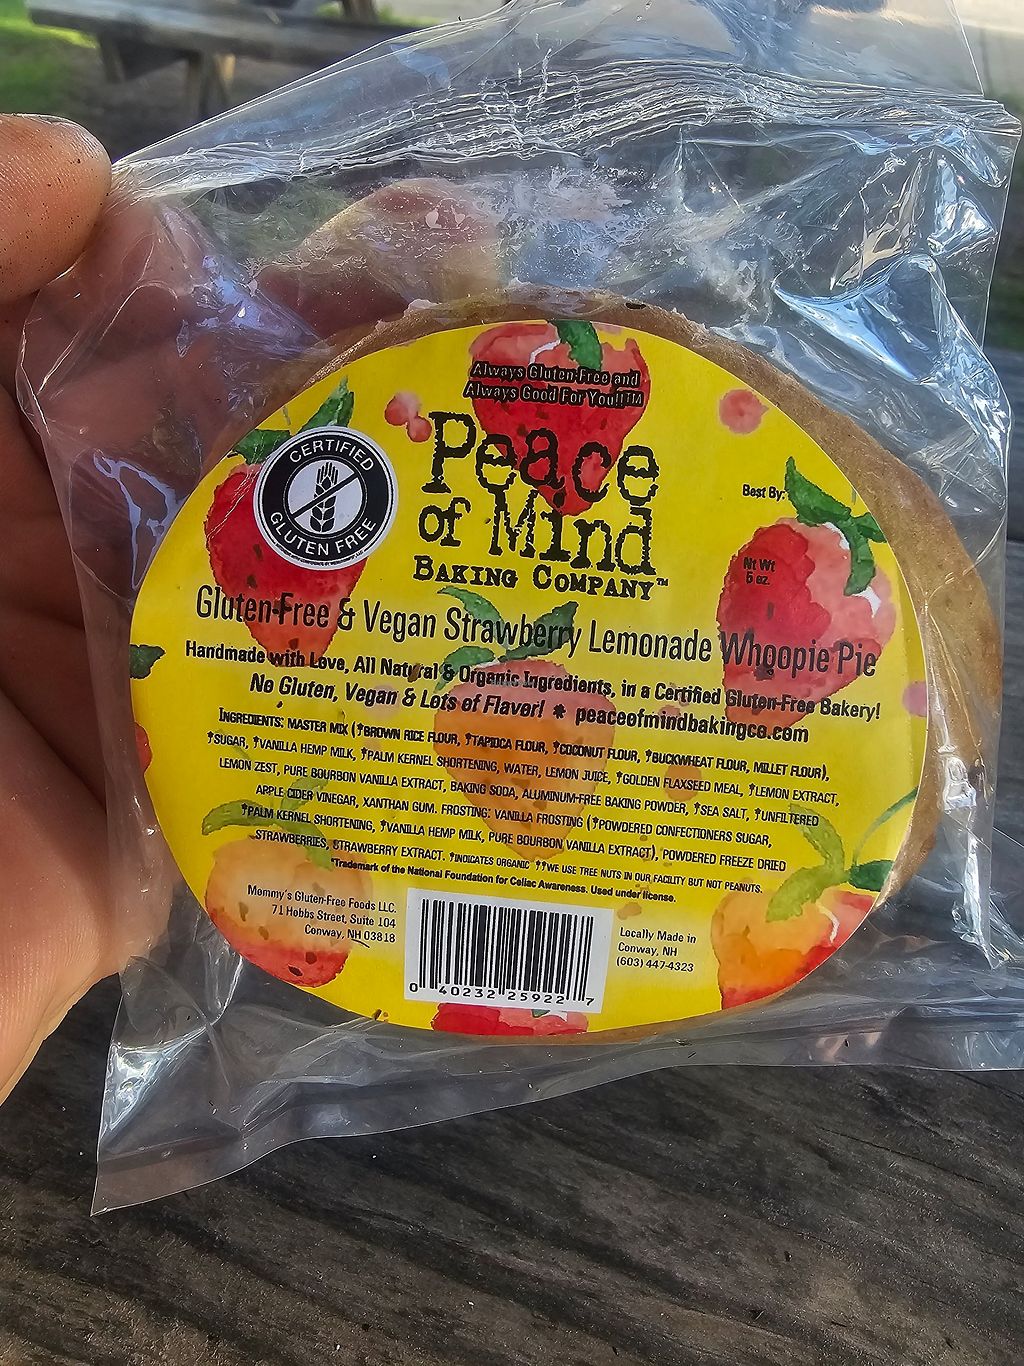 Always Gluten-Free and
Always Good For You!!™
CERTIFIED
GLUTEN FREE
Peace
of Mind
BAKING COMPANY™
Best By:
Nt Wt
5 oz.
Gluten-Free & Vegan Strawberry Lemonade Whoopie Pie
Handmade with Love, All Natural & Organic Ingredients, in a Certified Gluten-Free Bakery!
No Gluten, Vegan & Lots of Flavor! * peaceofmindbakingco.com
INGREDIENTS: MASTER MIX (†BROWN RICE FLOUR, †TAPIOCA FLOUR, †COCONUT FLOUR, †BUCKWHEAT FLOUR, MILLET FLOUR),
†SUGAR, †VANILLA HEMP MILK, †PALM KERNEL SHORTENING, WATER, LEMON JUICE, †GOLDEN FLAXSEED MEAL, †LEMON EXTRACT,
LEMON ZEST, PURE BOURBON VANILLA EXTRACT, BAKING SODA, ALUMINUM-FREE BAKING POWDER, †SEA SALT, †UNFILTERED
APPLE CIDER VINEGAR, XANTHAN GUM. FROSTING: VANILLA FROSTING (†POWDERED CONFECTIONERS SUGAR,
†PALM KERNEL SHORTENING, †VANILLA HEMP MILK, PURE BOURBON VANILLA EXTRACT), POWDERED FREEZE DRIED
STRAWBERRIES, STRAWBERRY EXTRACT. †INDICATES ORGANIC ††WE USE TREE NUTS IN OUR FACILITY BUT NOT PEANUTS.
*Trademark of the National Foundation for Celiac Awareness. Used under license.
Mommy's Gluten-Free Foods LLC.
71 Hobbs Street, Suite 104
Conway, NH 03818
0 40232 25922 7
Locally Made in
Conway, NH
(603) 447-4323